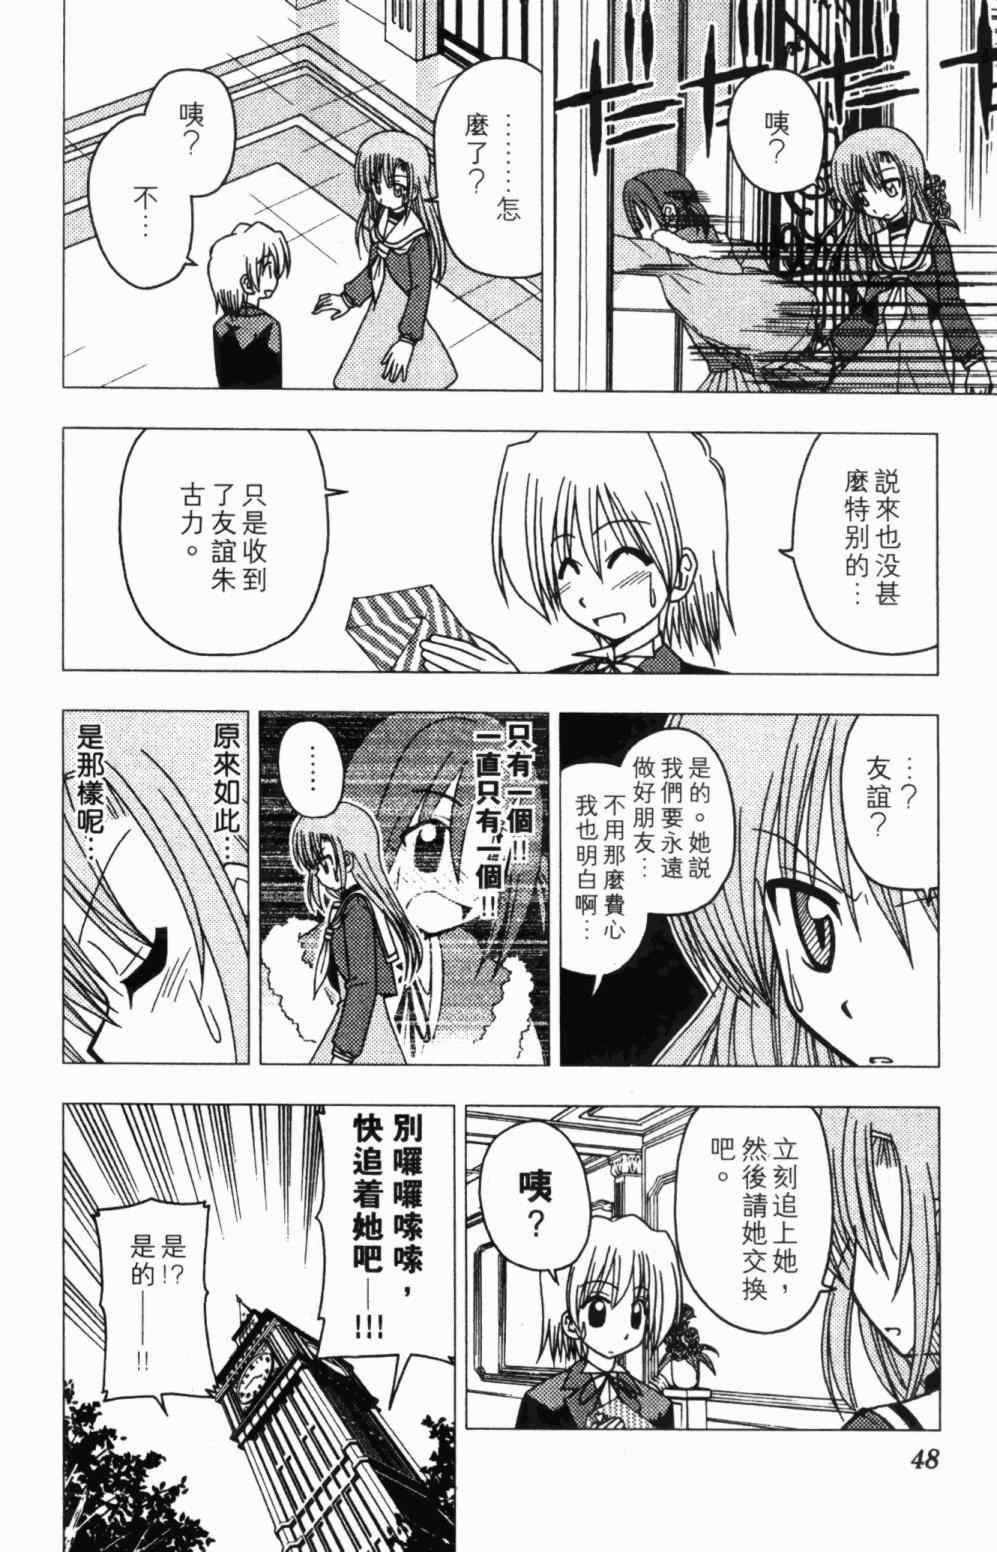 咦？
………怎
麼了？
咦？
不…
說來也没甚
麼特別的…
只是收到
了友誼朱
古力。
…？
友誼？
是的。她説
我們要永遠
做好朋友…
不用那麼費心
我也明白啊…
只有一個!!
一直只有一個!!
……
原來如此…
是那樣呢…
立刻追上她，
然後請她交換
吧。
咦？
別囉囉嗦嗦，
快追着她吧─!!!
是!?
是的──!!
48